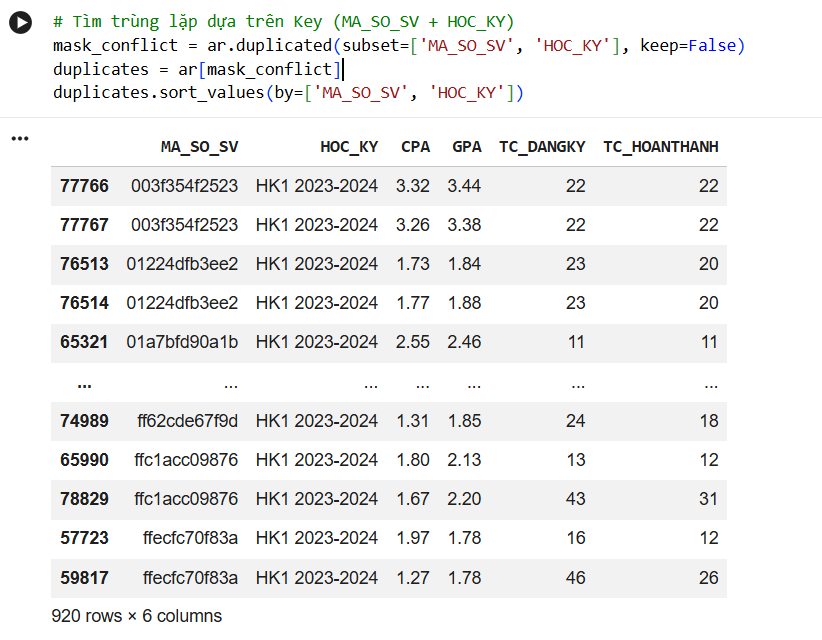 # Tìm trùng lặp dựa trên Key (MA_SO_SV + HOC_KY)
mask_conflict = ar.duplicated(subset=['MA_SO_SV', 'HOC_KY'], keep=False)
duplicates = ar[mask_conflict]
duplicates.sort_values(by=['MA_SO_SV', 'HOC_KY'])
MA_SO_SV HOC_KY CPA GPA TC_DANGKY TC_HOANTHANH
77766 003f354f2523 HK1 2023-2024 3.32 3.44 22 22
77767 003f354f2523 HK1 2023-2024 3.26 3.38 22 22
76513 01224dfb3ee2 HK1 2023-2024 1.73 1.84 23 20
76514 01224dfb3ee2 HK1 2023-2024 1.77 1.88 23 20
65321 01a7bfd90a1b HK1 2023-2024 2.55 2.46 11 11
... ... ... ... ... ... ...
74989 ff62cde67f9d HK1 2023-2024 1.31 1.85 24 18
65990 ffc1acc09876 HK1 2023-2024 1.80 2.13 13 12
78829 ffc1acc09876 HK1 2023-2024 1.67 2.20 43 31
57723 ffecfc70f83a HK1 2023-2024 1.97 1.78 16 12
59817 ffecfc70f83a HK1 2023-2024 1.27 1.78 46 26
920 rows × 6 columns